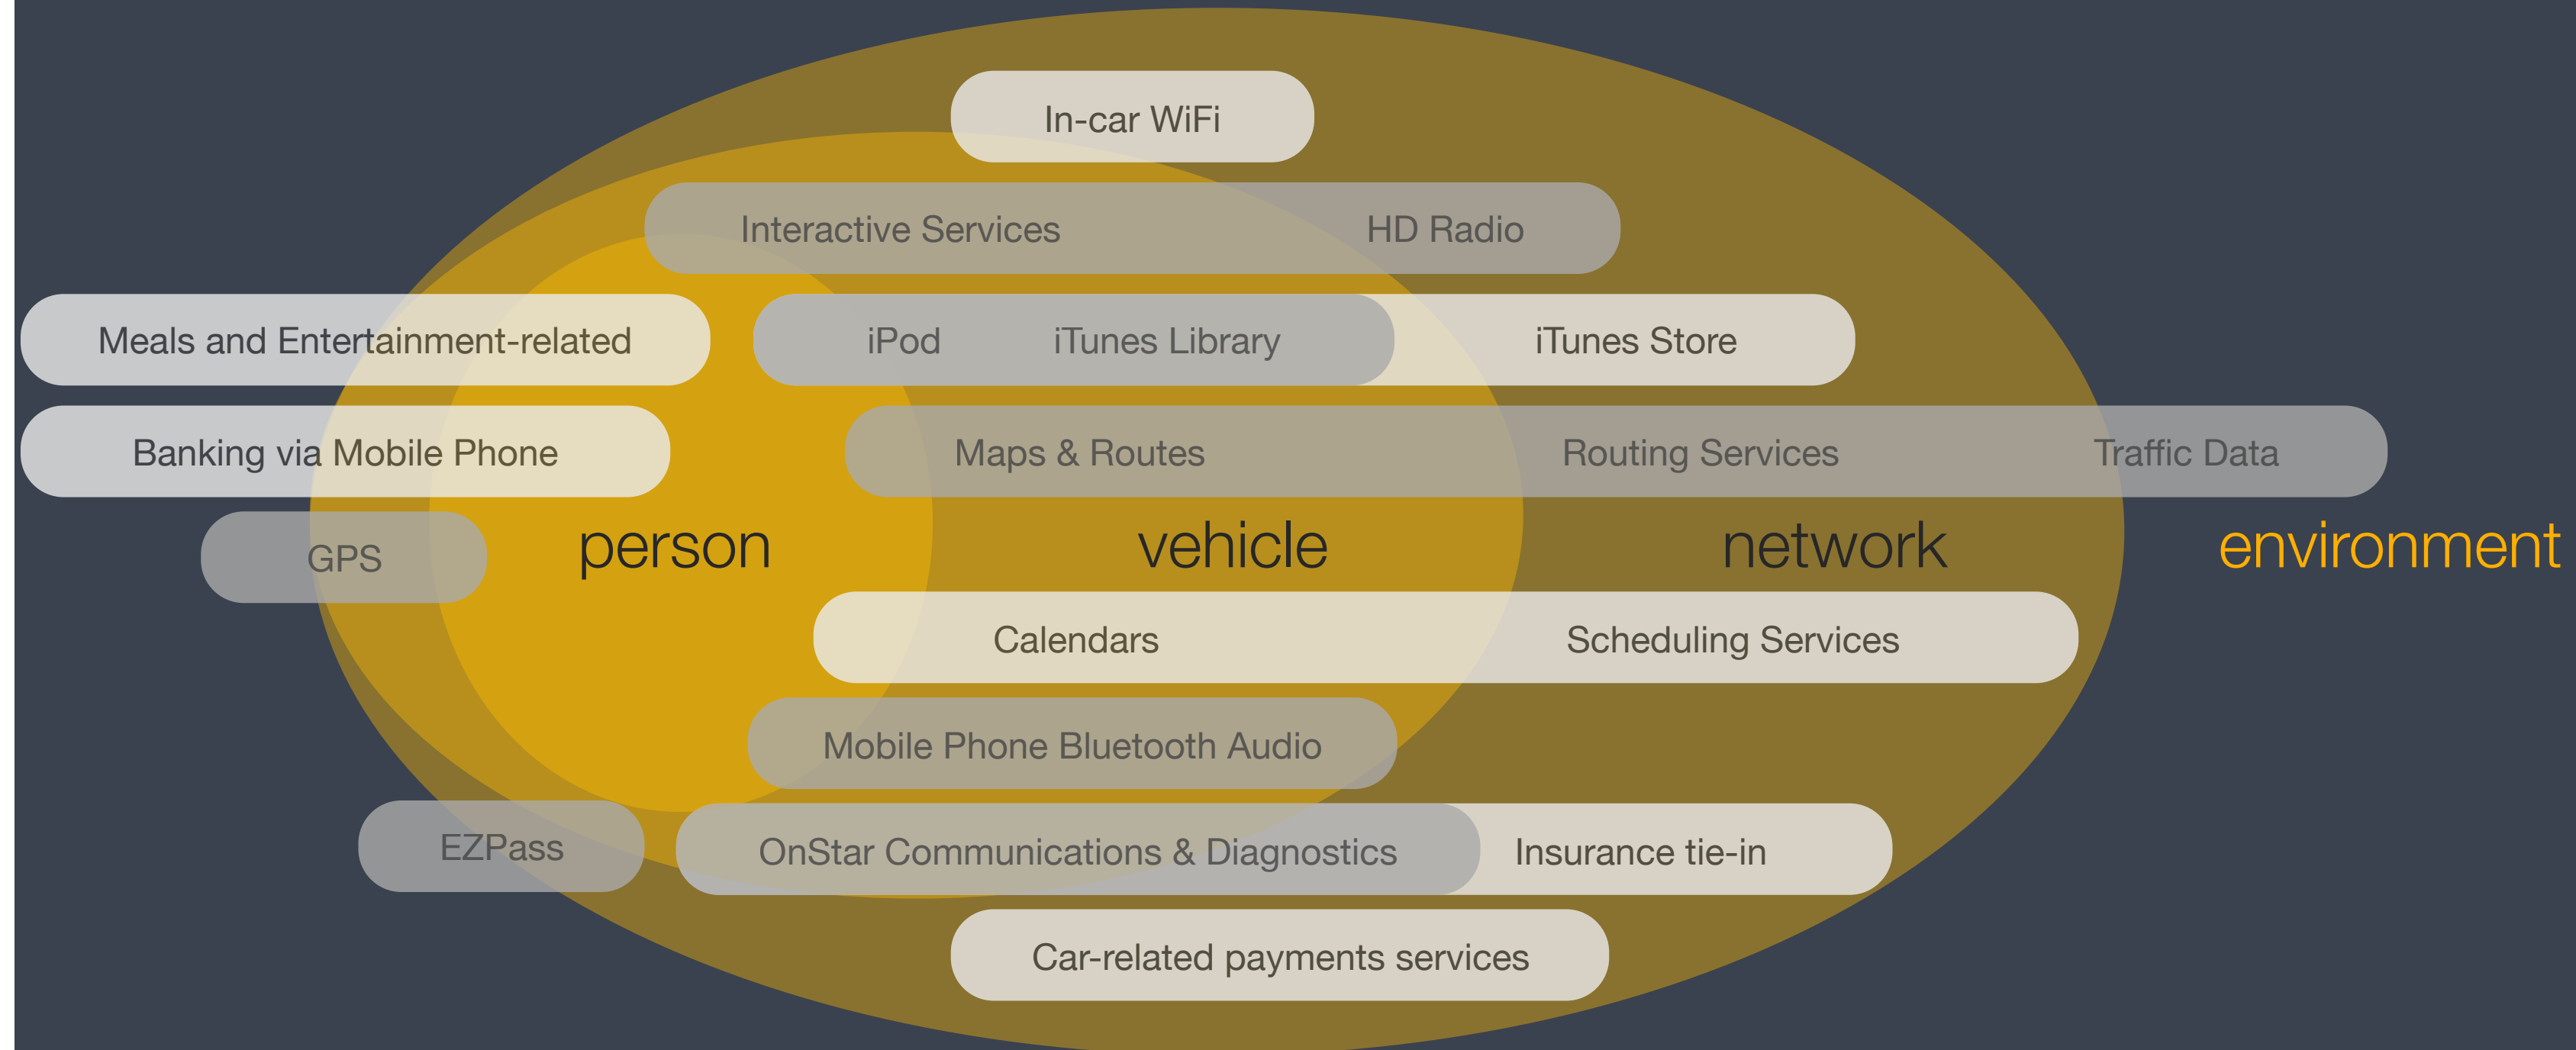 In-car WiFi
Interactive Services HD Radio
Meals and Entertainment-related iPod iTunes Library iTunes Store
Banking via Mobile Phone Maps & Routes Routing Services Traffic Data
GPS person vehicle network environment
Calendars Scheduling Services
Mobile Phone Bluetooth Audio
EZPass OnStar Communications & Diagnostics Insurance tie-in
Car-related payments services